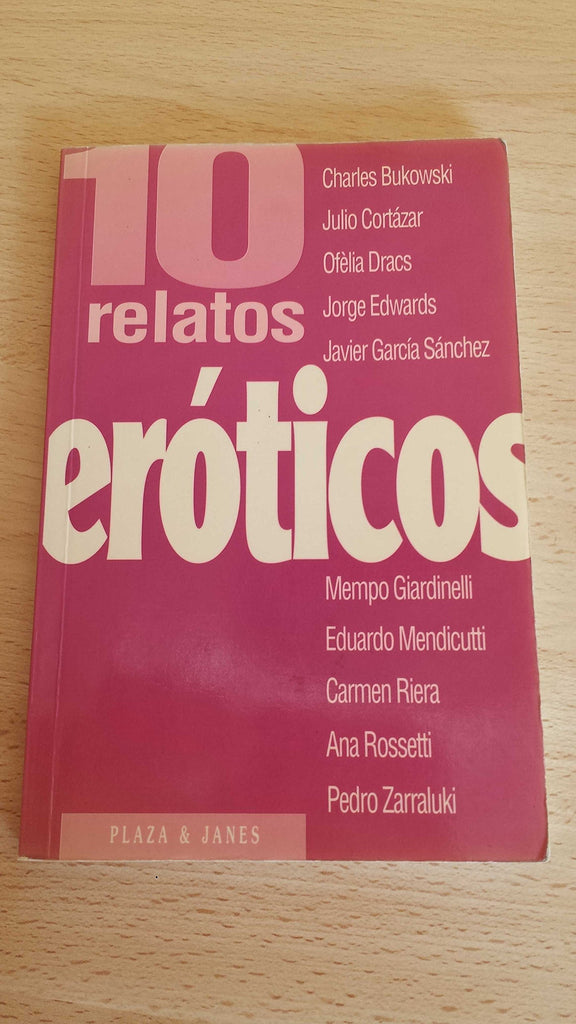 10
relatos
eróticos
Charles Bukowski
Julio Cortázar
Ofèlia Dracs
Jorge Edwards
Javier García Sánchez
Mempo Giardinelli
Eduardo Mendicutti
Carmen Riera
Ana Rossetti
Pedro Zarraluki
PLAZA & JANES